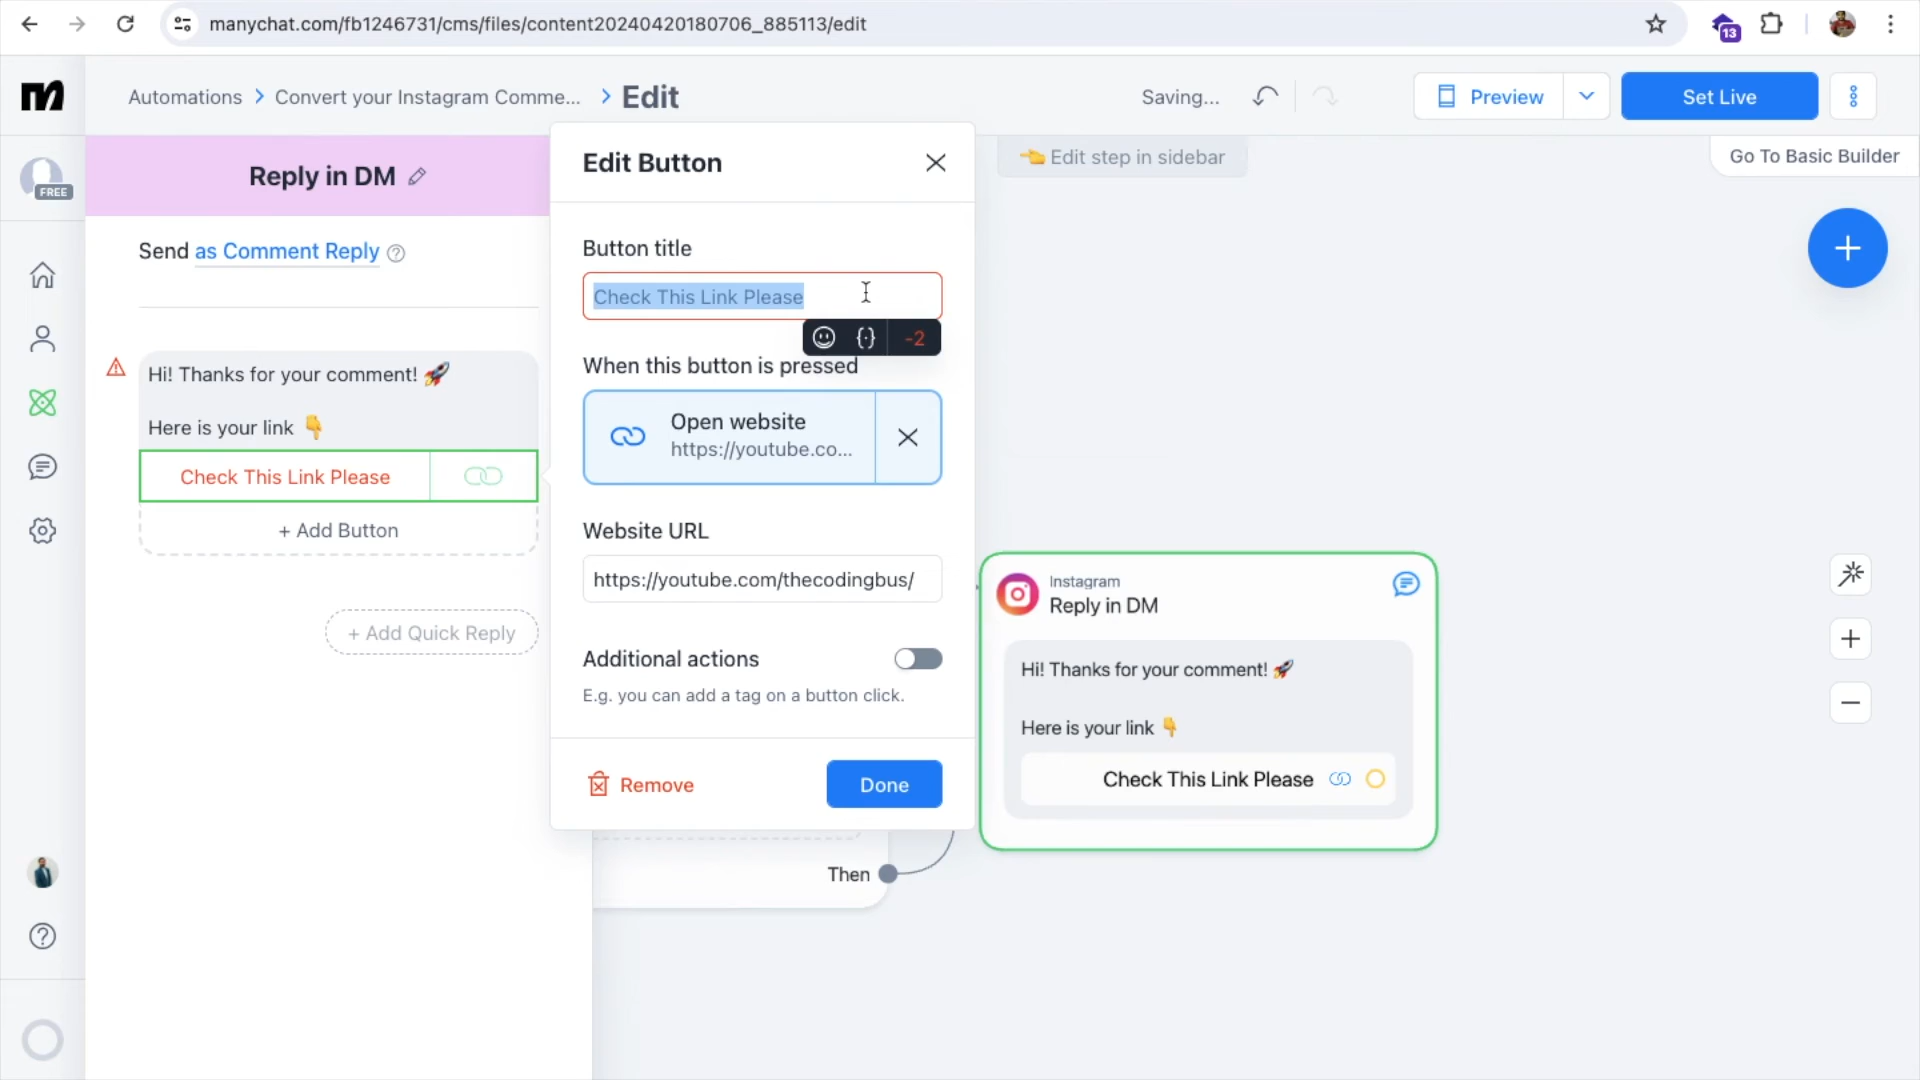 manychat.com/fb1246731/cms/files/content20240420180706_885113/edit
13
Automations > Convert your Instagram Comme... > Edit
Saving...
Preview
Set Live
FREE
Reply in DM
Send as Comment Reply
Hi! Thanks for your comment! 🚀
Here is your link 👇
Check This Link Please
+ Add Button
+ Add Quick Reply
Edit Button
Button title
Check This Link Please
-2
When this button is pressed
Open website
https://youtube.co...
Website URL
https://youtube.com/thecodingbus/
Additional actions
E.g. you can add a tag on a button click.
Remove
Done
👈 Edit step in sidebar
Go To Basic Builder
Instagram
Reply in DM
Hi! Thanks for your comment! 🚀
Here is your link 👇
Check This Link Please
Then